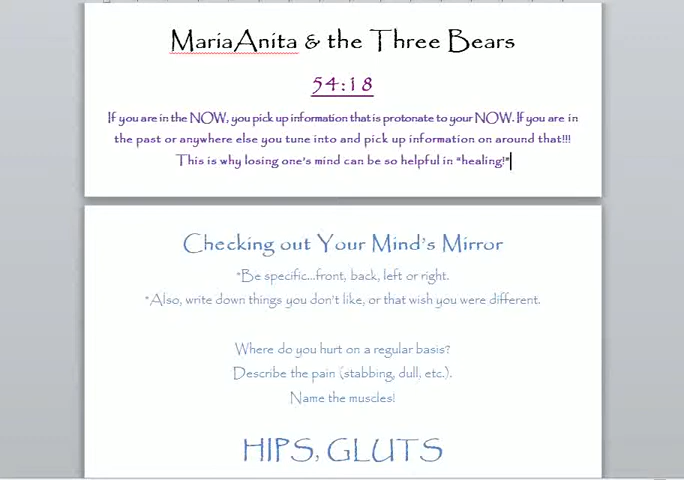 MariaAnita & the Three Bears
54:18
If you are in the NOW, you pick up information that is protonate to your NOW. If you are in
the past or anywhere else you tune into and pick up information on around that!!!
This is why losing one's mind can be so helpful in "healing!"
Checking out Your Mind's Mirror
*Be specific...front, back, left or right.
*Also, write down things you don't like, or that wish you were different.
Where do you hurt on a regular basis?
Describe the pain (stabbing, dull, etc.).
Name the muscles!
HIPS, GLUTS